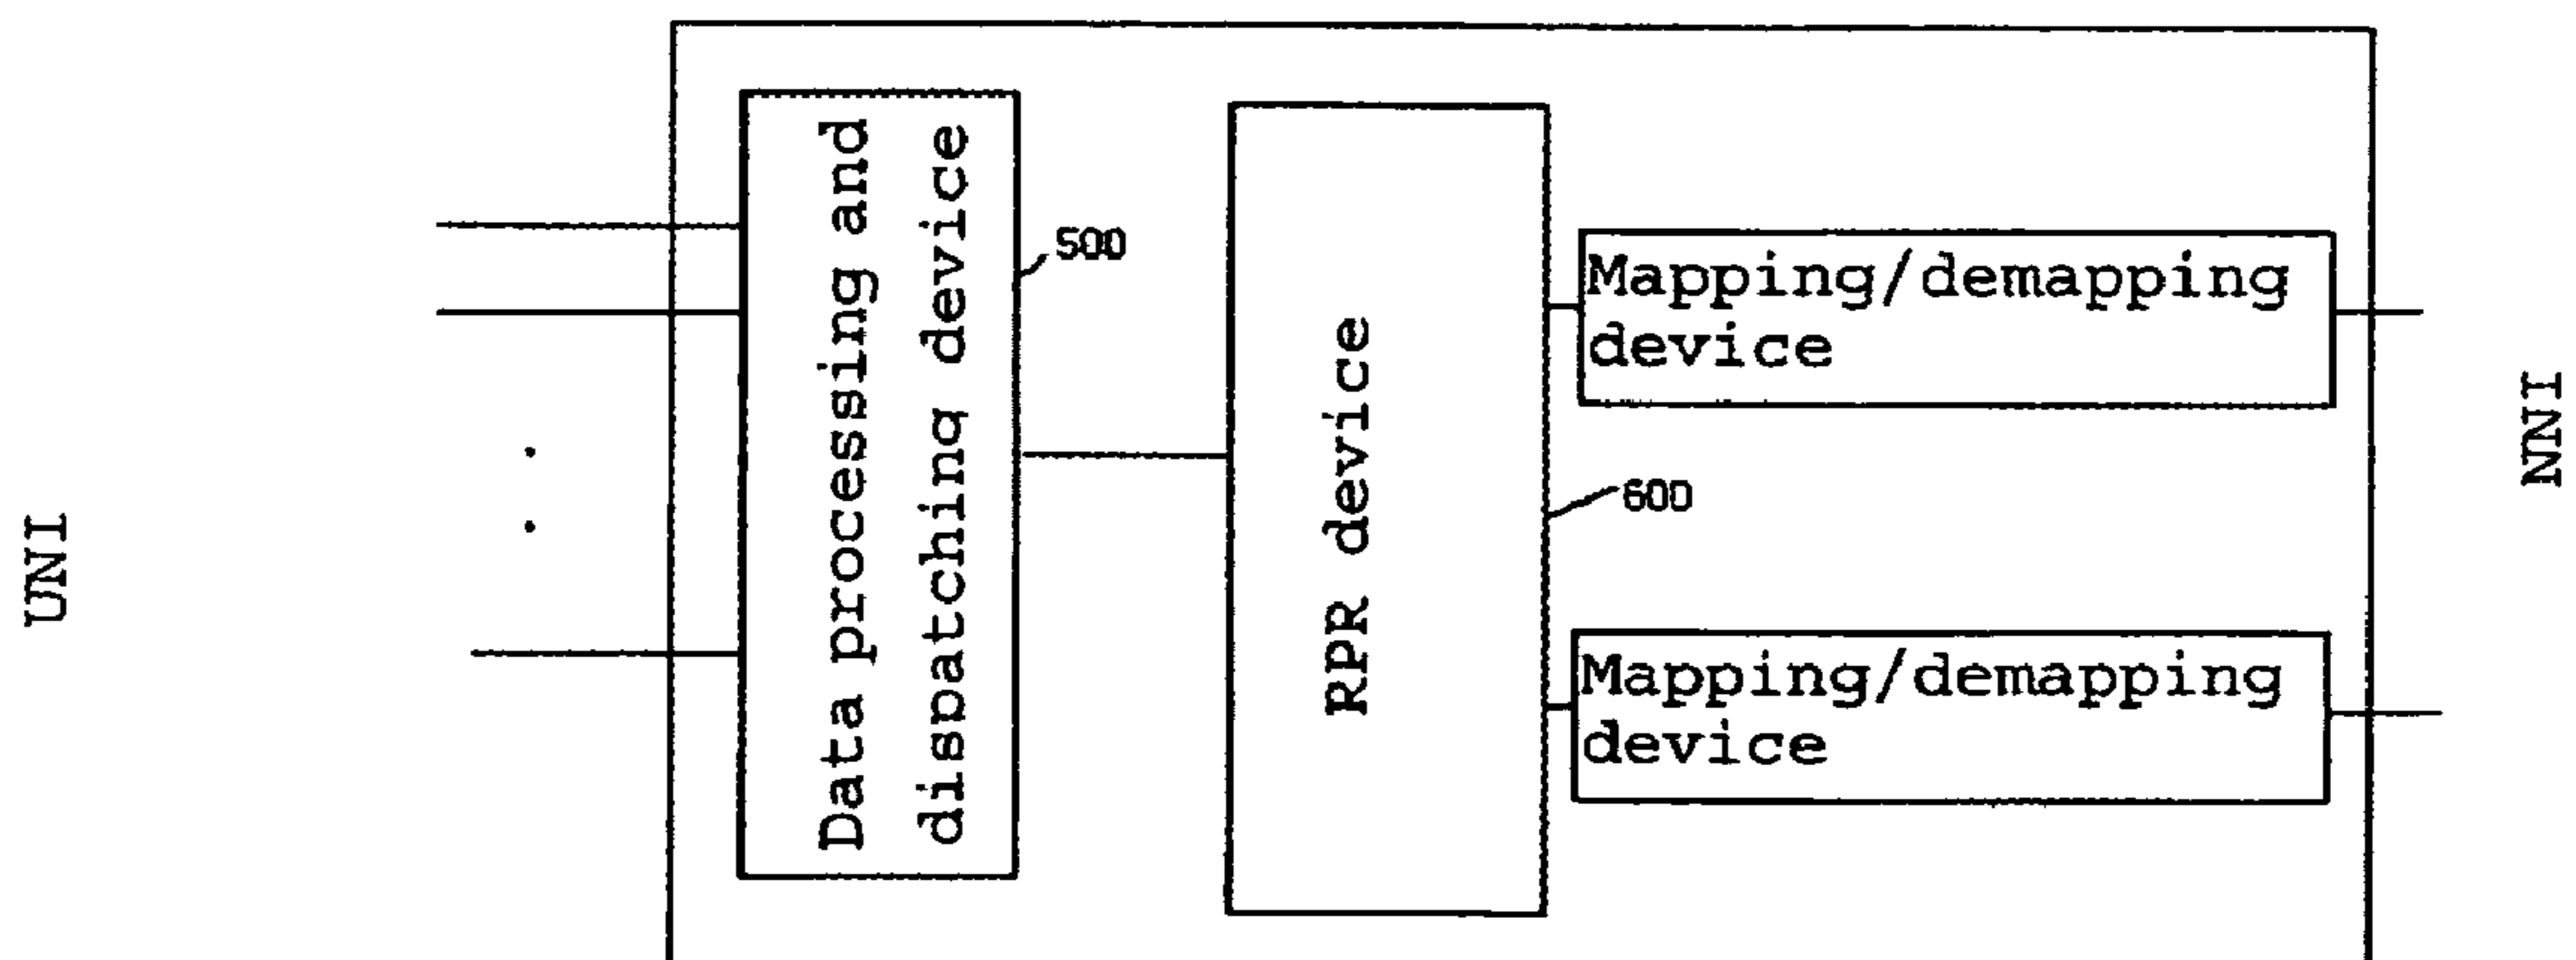 UNI
Data processing and
dispatching device
500
RPR device
600
Mapping/demapping
device
Mapping/demapping
device
NNI